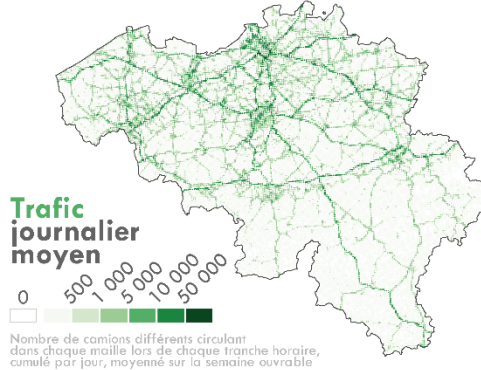 Trafic
journalier
moyen
0
500
1 000
5 000
10 000
50 000
Nombre de camions différents circulant
dans chaque maille lors de chaque tranche horaire,
cumulé par jour, moyenné sur la semaine ouvrable